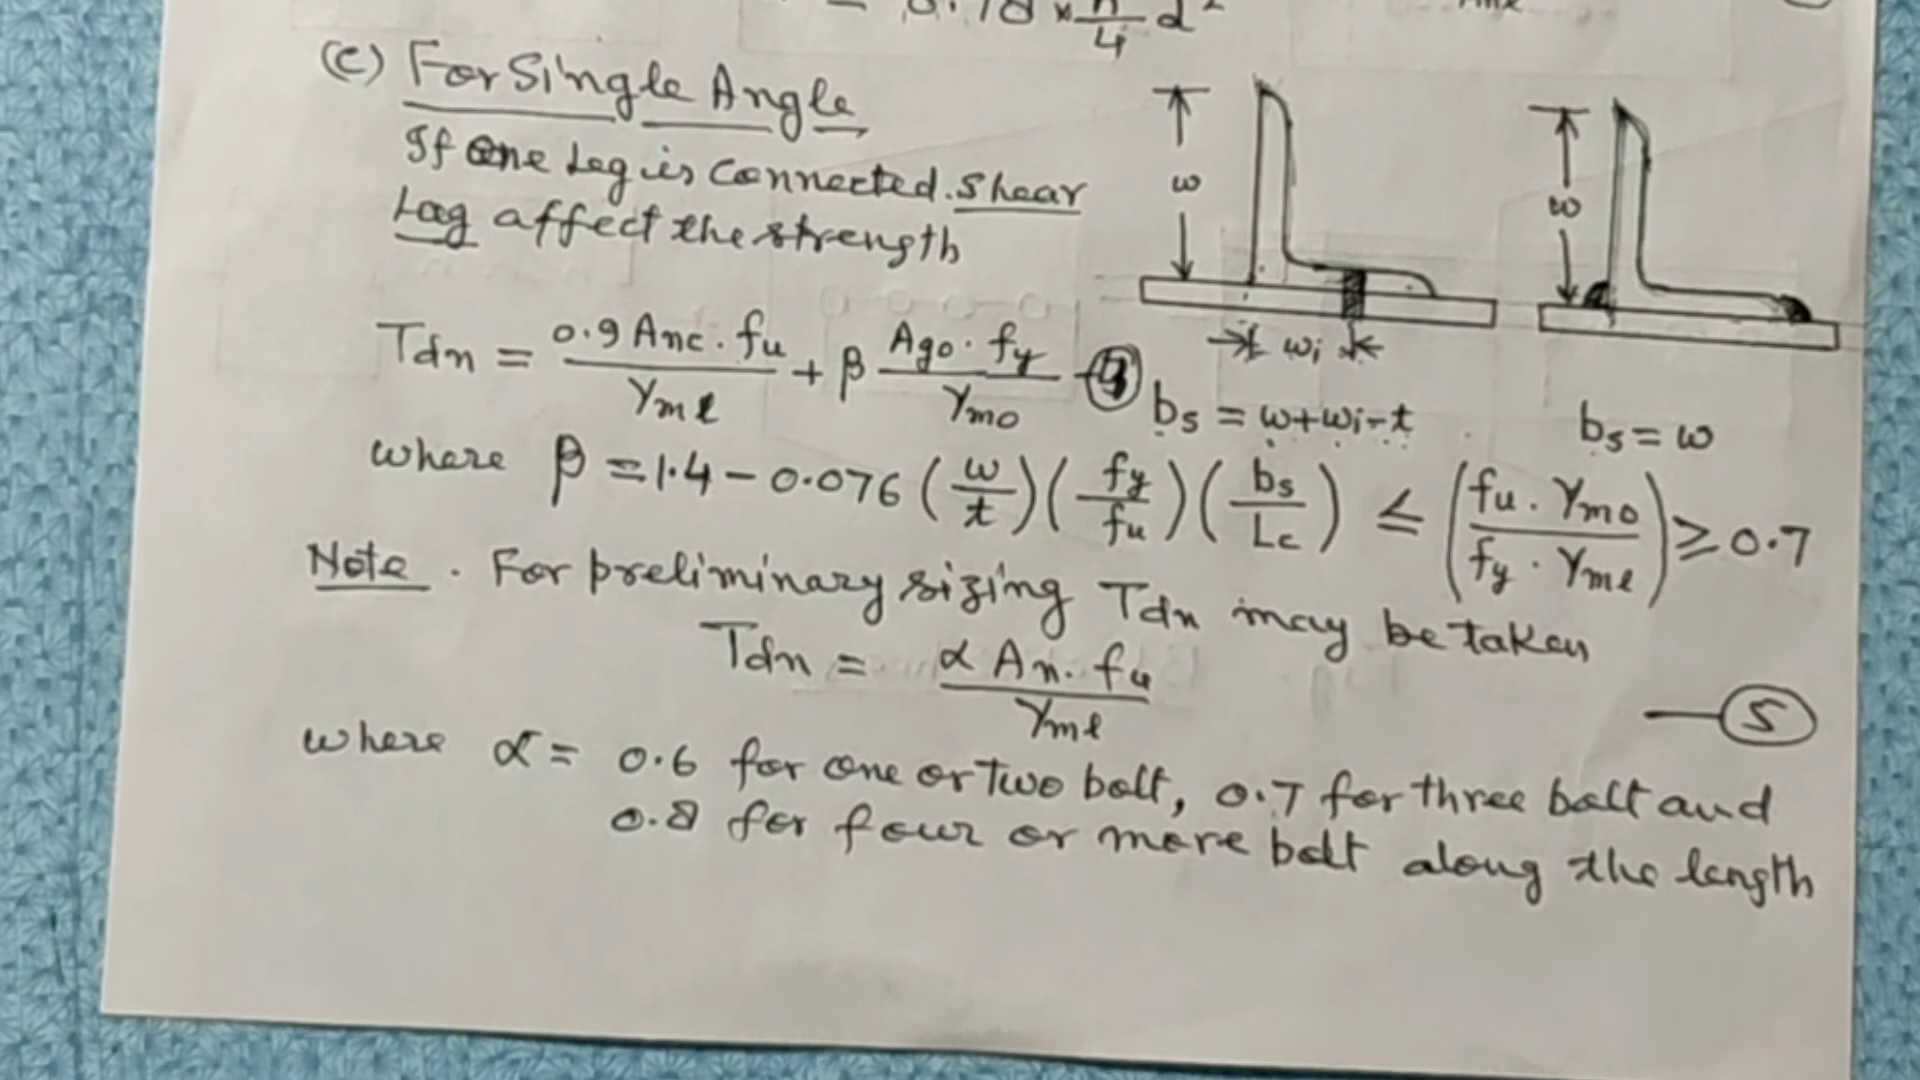 = 0.78 × π/4 d²
(c) For Single Angle
If one Leg is connected. Shear
Lag affect the strength
w
w
wi
Tdn = 0.9 Anc . fu / γml + β Ago . fy / γmo — (4)
bs = w+wi-t
bs = w
where β = 1.4 - 0.076 (w/t) (fy/fu) (bs/Lc) ≤ (fu . γmo / fy . γml) ≥ 0.7
Note . For preliminary sizing Tdn may be taken
Tdn = α An . fu / γml
— (5)
where α = 0.6 for one or two bolt, 0.7 for three bolt and
0.8 for four or more bolt along the length